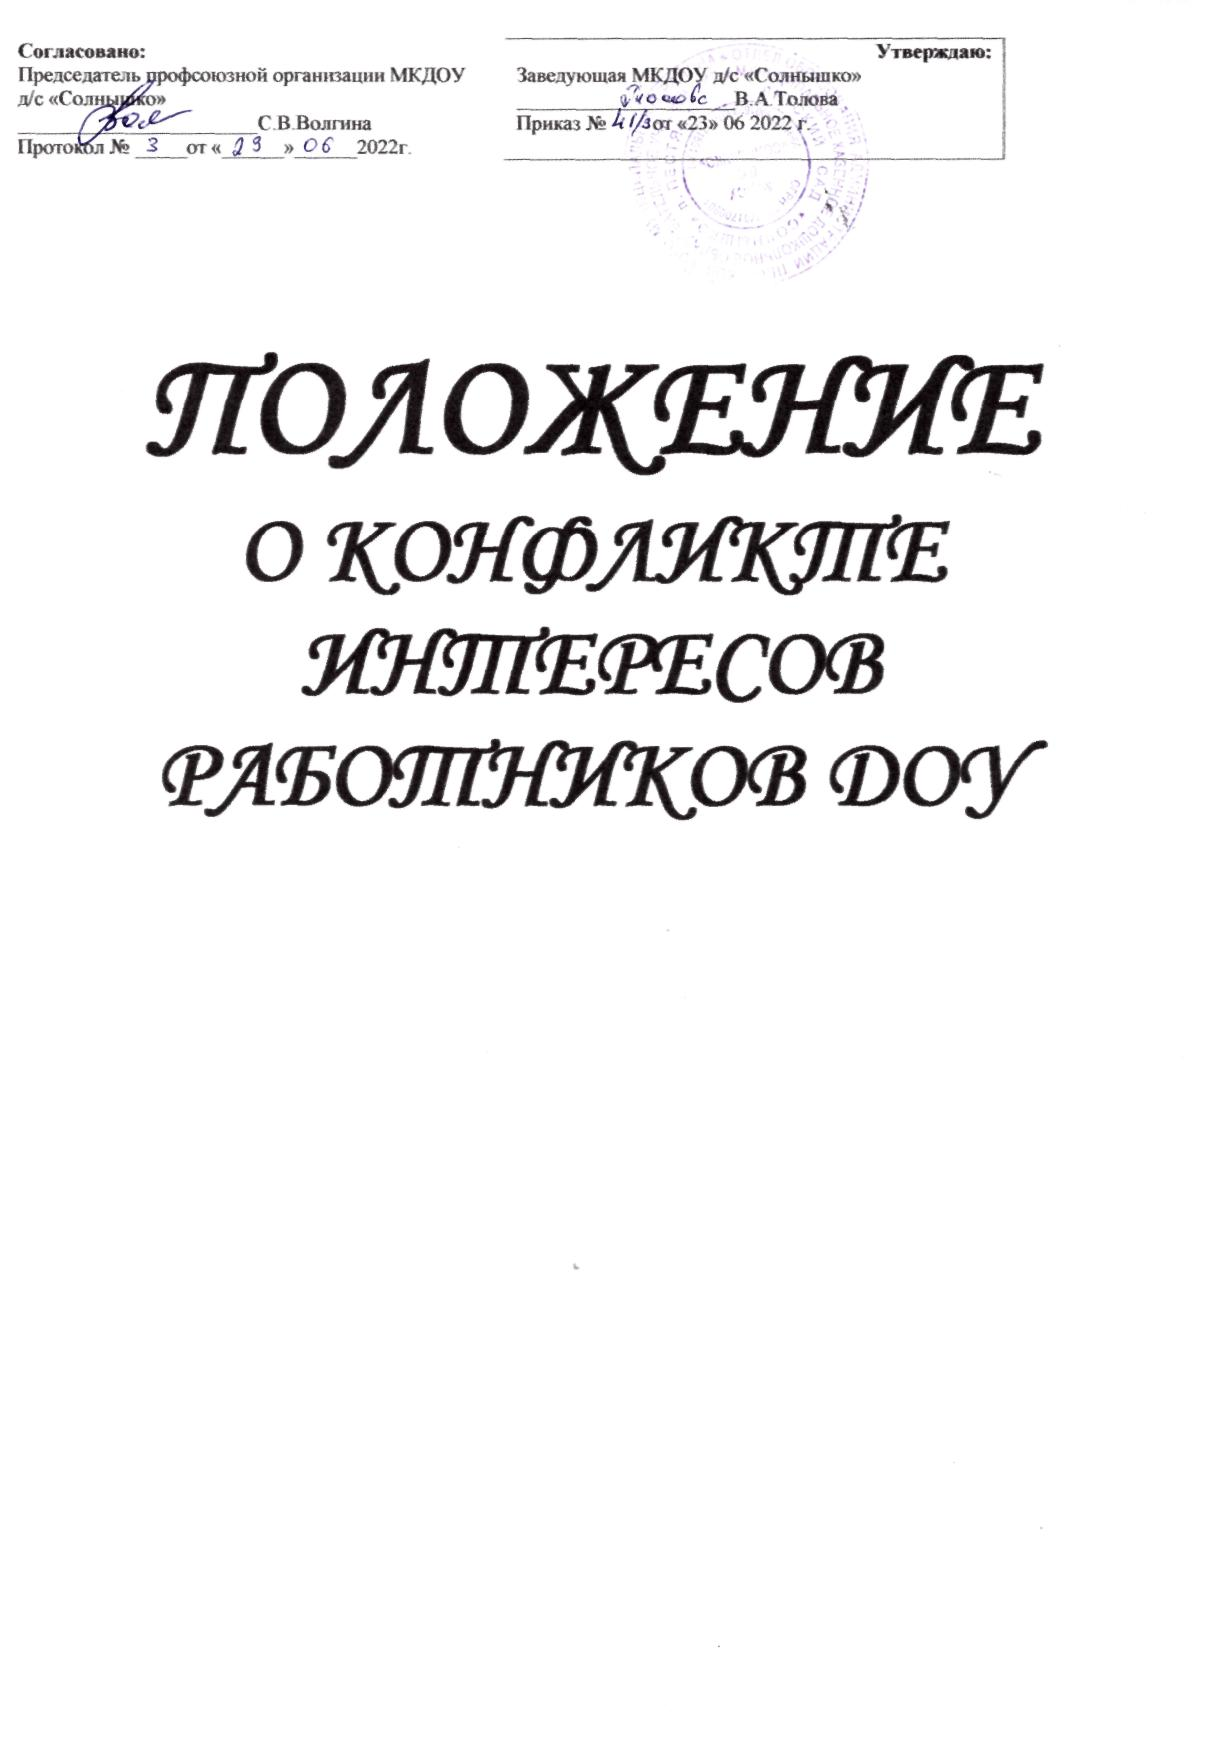 Согласовано:
Председатель профсоюзной организации МКДОУ
д/с «Солнышко»
С.В.Волгина
Протокол № 3 от «23» 06 2022г.
Утверждаю:
Заведующая МКДОУ д/с «Солнышко»
В.А.Толова
Приказ № 41/3 от «23» 06 2022 г.
ПОЛОЖЕНИЕ
О КОНФЛИКТЕ
ИНТЕРЕСОВ
РАБОТНИКОВ ДОУ